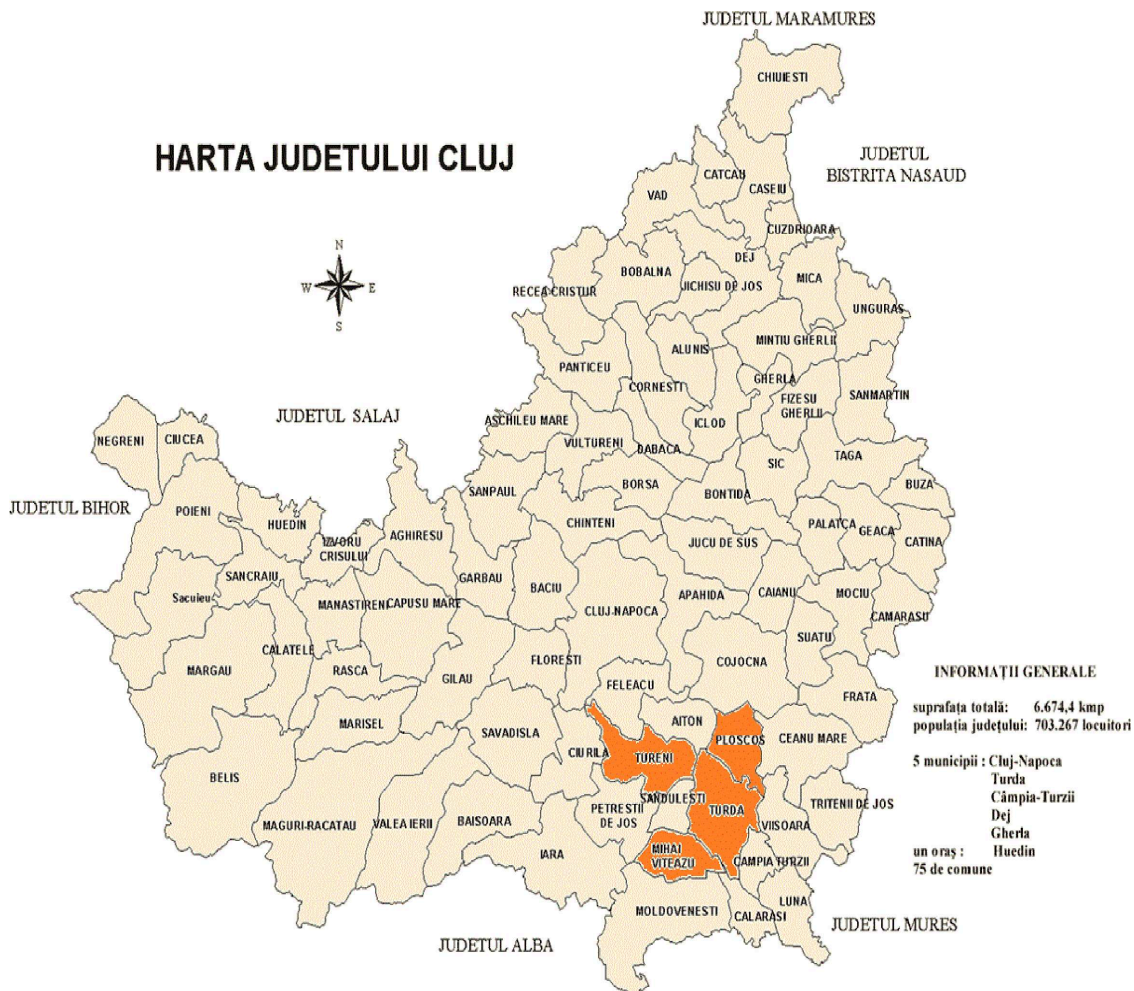 JUDETUL MARAMURES
CHIUIESTI
HARTA JUDETULUI CLUJ
JUDETUL
BISTRITA NASAUD
CATCAU
CASEIU
VAD
CUZDRIOARA
DEJ
BOBALNA
MICA
JICHISU DE JOS
RECEA-CRISTUR
UNGURAS
N
W E
S
MINTIU GHERLII
ALUNIS
PANTICEU
GHERLA
CORNESTI
FIZESU
GHERLII
SANMARTIN
JUDETUL SALAJ
ASCHILEU MARE
ICLOD
NEGRENI
CIUCEA
VULTURENI
DABACA
TAGA
SIC
BUZA
BORSA
SANPAUL
BONTIDA
JUDETUL BIHOR
POIENI
HUEDIN
CHINTENI
PALATCA
GEACA
AGHIRESU
IZVORU
CRISULUI
JUCU DE SUS
CATINA
SANCRAIU
GARBAU
BACIU
Sacuieu
MANASTIRENI
CAPUSU MARE
CLUJ-NAPOCA
APAHIDA
CAIANU
MOCIU
CAMARASU
SUATU
CALATELE
MARGAU
RASCA
GILAU
FLORESTI
COJOCNA
FELEACU
FRATA
MARISEL
AITON
SAVADISLA
CIURILA
PLOSCOS
CEANU MARE
TURENI
BELIS
SANDULESTI
PETRESTII
DE JOS
TURDA
TRITENII DE JOS
VIISOARA
MAGURI-RACATAU
VALEA IERII
BAISOARA
IARA
MIHAI
VITEAZU
CAMPIA TURZII
LUNA
MOLDOVENESTI
CALARASI
JUDETUL MURES
JUDETUL ALBA
INFORMAȚII GENERALE
suprafața totală: 6.674,4 kmp
populația județului: 703.267 locuitori
5 municipii : Cluj-Napoca
Turda
Câmpia-Turzii
Dej
Gherla
un oraș : Huedin
75 de comune